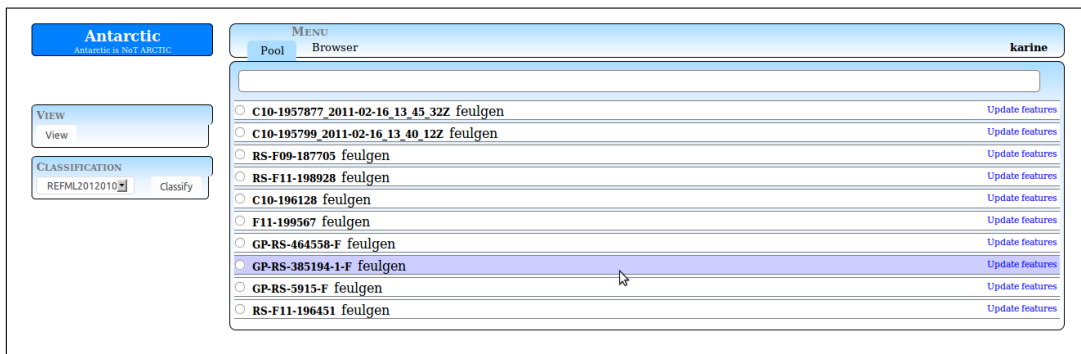 Antarctic
Antarctic is NoT ARCTIC
MENU
Pool Browser karine
VIEW
View
CLASSIFICATION
REFML2012010 Classify
C10-1957877_2011-02-16_13_45_32Z feulgen Update features
C10-195799_2011-02-16_13_40_12Z feulgen Update features
RS-F09-187705 feulgen Update features
RS-F11-198928 feulgen Update features
C10-196128 feulgen Update features
F11-199567 feulgen Update features
GP-RS-464558-F feulgen Update features
GP-RS-385194-1-F feulgen Update features
GP-RS-5915-F feulgen Update features
RS-F11-196451 feulgen Update features